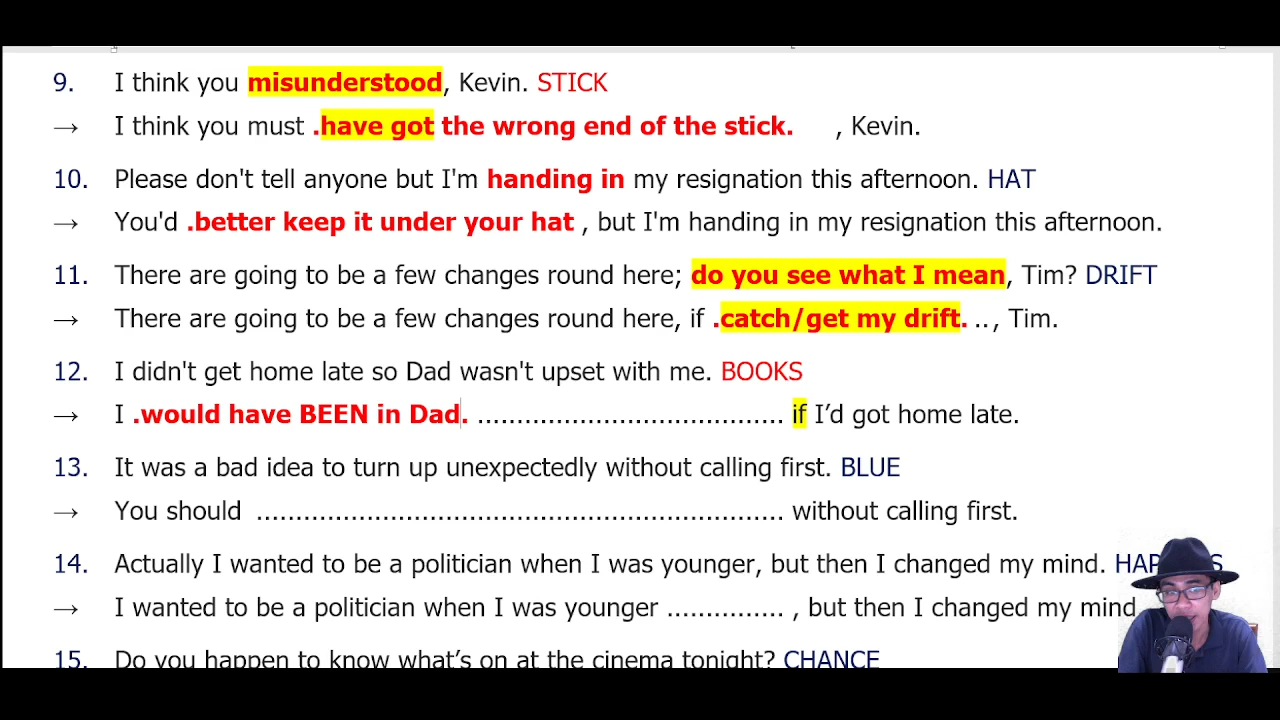 9. I think you misunderstood, Kevin. STICK
→ I think you must .have got the wrong end of the stick. , Kevin.
10. Please don't tell anyone but I'm handing in my resignation this afternoon. HAT
→ You'd .better keep it under your hat , but I'm handing in my resignation this afternoon.
11. There are going to be a few changes round here; do you see what I mean, Tim? DRIFT
→ There are going to be a few changes round here, if .catch/get my drift. .., Tim.
12. I didn't get home late so Dad wasn't upset with me. BOOKS
→ I .would have BEEN in Dad. ....................................... if I’d got home late.
13. It was a bad idea to turn up unexpectedly without calling first. BLUE
→ You should .................................................................... without calling first.
14. Actually I wanted to be a politician when I was younger, but then I changed my mind.
→ I wanted to be a politician when I was younger ............... , but then I changed my mind
15. Do you happen to know what’s on at the cinema tonight? CHANCE